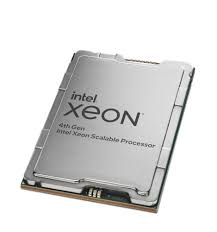 intel
XEON
4th Gen
Intel Xeon Scalable Processor